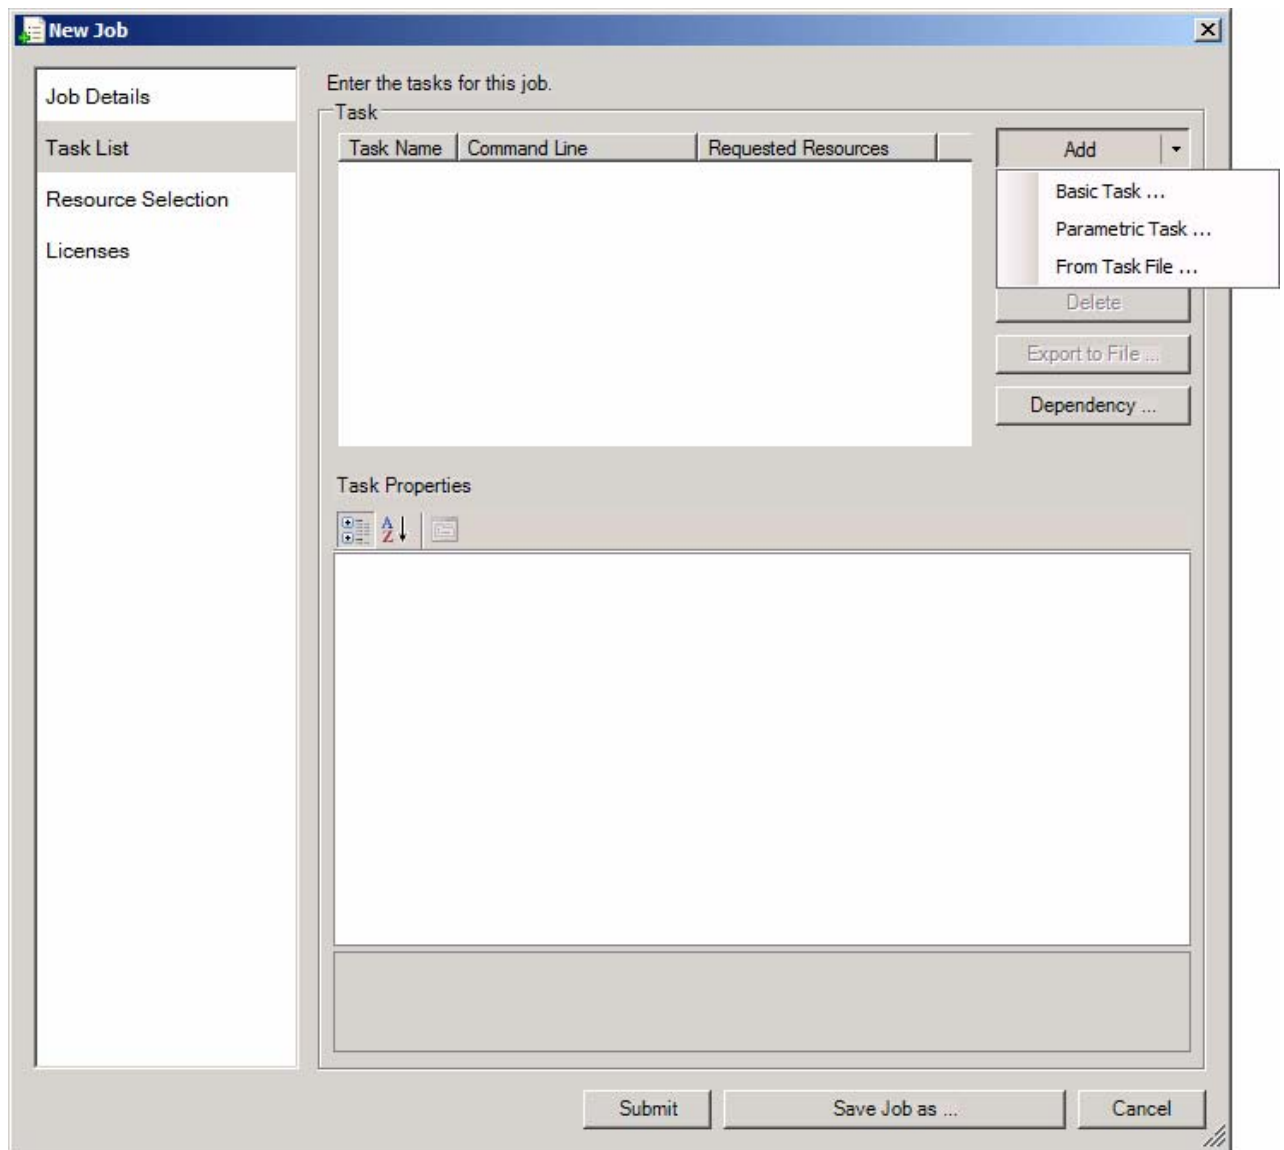 New Job
Job Details
Task List
Resource Selection
Licenses
Enter the tasks for this job.
Task
Task Name Command Line Requested Resources
Add
Basic Task ...
Parametric Task ...
From Task File ...
Delete
Export to File ...
Dependency ...
Task Properties
A
Z
Submit Save Job as ... Cancel